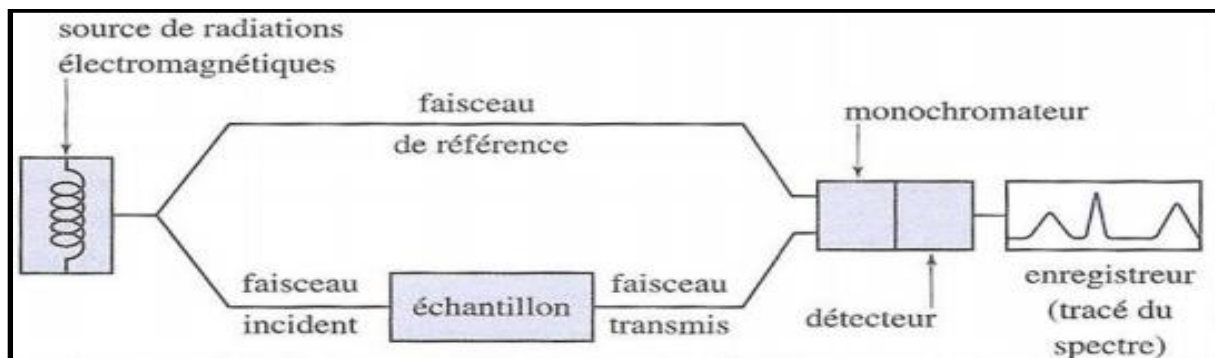 source de radiations
électromagnétiques
faisceau
de référence
monochromateur
faisceau
incident
échantillon
faisceau
transmis
détecteur
enregistreur
(tracé du
spectre)